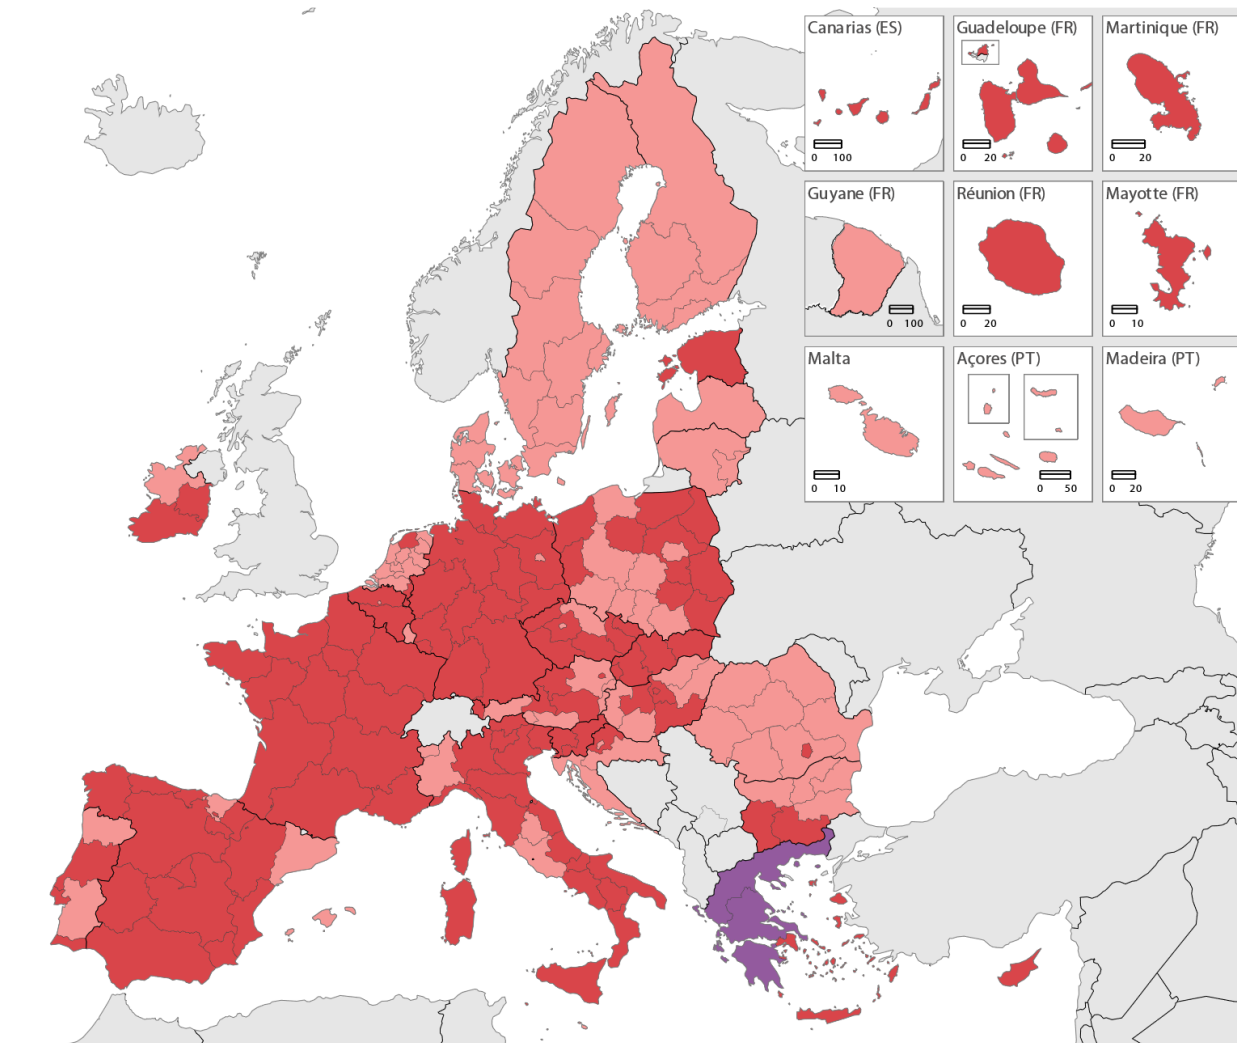 Canarias (ES)
0 100
Guadeloupe (FR)
0 20
Martinique (FR)
0 20
Guyane (FR)
0 100
Réunion (FR)
0 20
Mayotte (FR)
0 10
Malta
0 10
Açores (PT)
0 50
Madeira (PT)
0 20